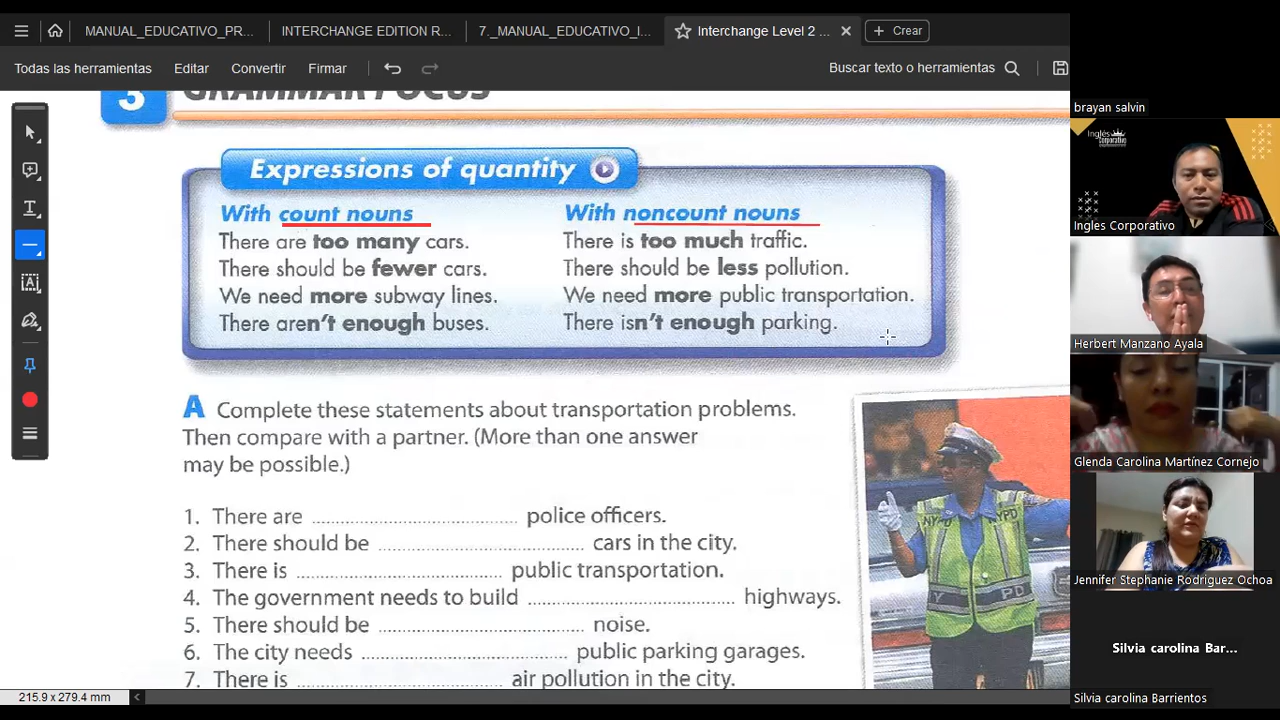 MANUAL_EDUCATIVO_PR...
INTERCHANGE EDITION R...
7._MANUAL_EDUCATIVO_I...
Interchange Level 2 ...
Crear
Todas las herramientas
Editar
Convertir
Firmar
Buscar texto o herramientas
3 GRAMMAR FOCUS
Expressions of quantity
With count nouns
There are too many cars.
There should be fewer cars.
We need more subway lines.
There aren't enough buses.
With noncount nouns
There is too much traffic.
There should be less pollution.
We need more public transportation.
There isn't enough parking.
A Complete these statements about transportation problems.
Then compare with a partner. (More than one answer
may be possible.)
1. There are ............................ police officers.
2. There should be ............................ cars in the city.
3. There is ............................ public transportation.
4. The government needs to build ............................ highways.
5. There should be ............................ noise.
6. The city needs ............................ public parking garages.
7. There is ............................ air pollution in the city.
NYPD
NYPD
Y PD
215.9 x 279.4 mm
brayan salvin
Inglés
Corporativo
Ingles Corporativo
Herbert Manzano Ayala
Glenda Carolina Martínez Cornejo
Jennifer Stephanie Rodriguez Ochoa
Silvia carolina Bar...
Silvia carolina Barrientos